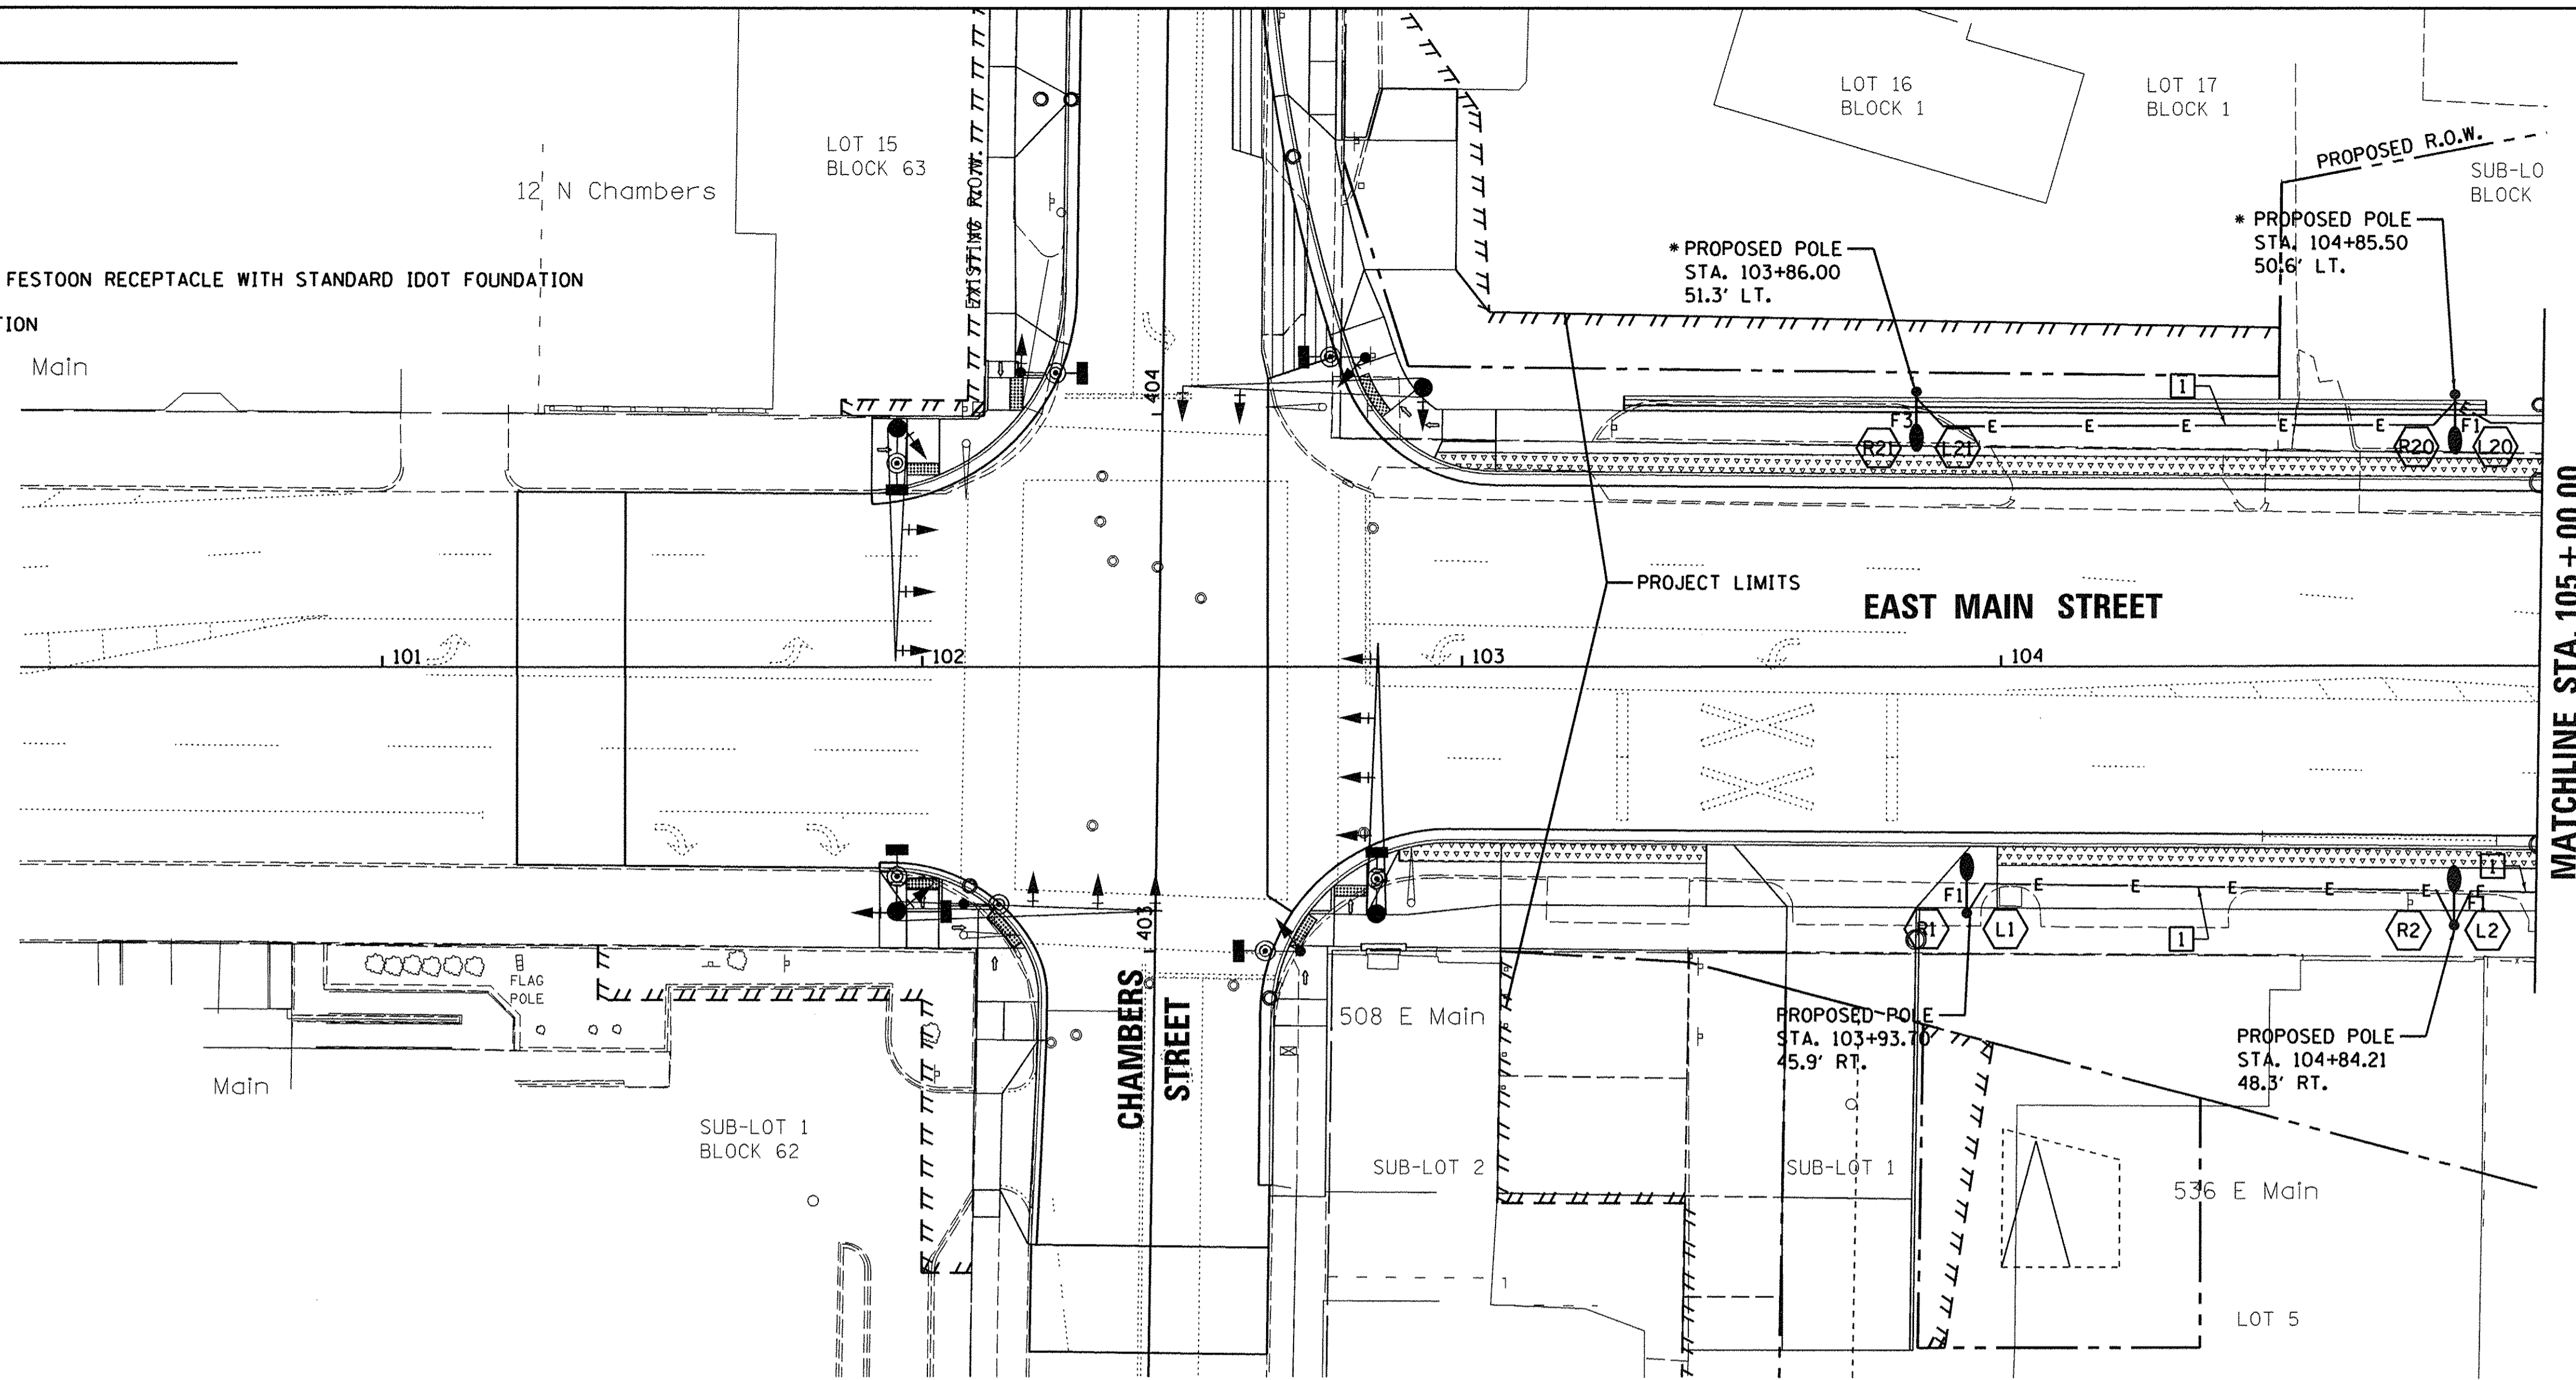 LOT 16
BLOCK 1
LOT 17
BLOCK 1
LOT 15
BLOCK 63
PROPOSED R.O.W.
SUB-LO
BLOCK
12 N Chambers
EXISTING R.O.W.
* PROPOSED POLE
STA. 104+85.50
50.6' LT.
* PROPOSED POLE
STA. 103+86.00
51.3' LT.
FESTOON RECEPTACLE WITH STANDARD IDOT FOUNDATION
TION
Main
404
1
F3
E E E E E
E
F1
R21
L21
R20
L20
MATCHLINE STA. 105+00.00
PROJECT LIMITS
EAST MAIN STREET
101
102
103
104
1
F1
E E E E E E
F1
R1
L1
1
R2
L2
403
CHAMBERS
STREET
FLAG
POLE
508 E Main
PROPOSED POLE
STA. 103+93.70
45.9' RT.
PROPOSED POLE
STA. 104+84.21
48.3' RT.
Main
SUB-LOT 1
BLOCK 62
SUB-LOT 2
SUB-LOT 1
536 E Main
LOT 5